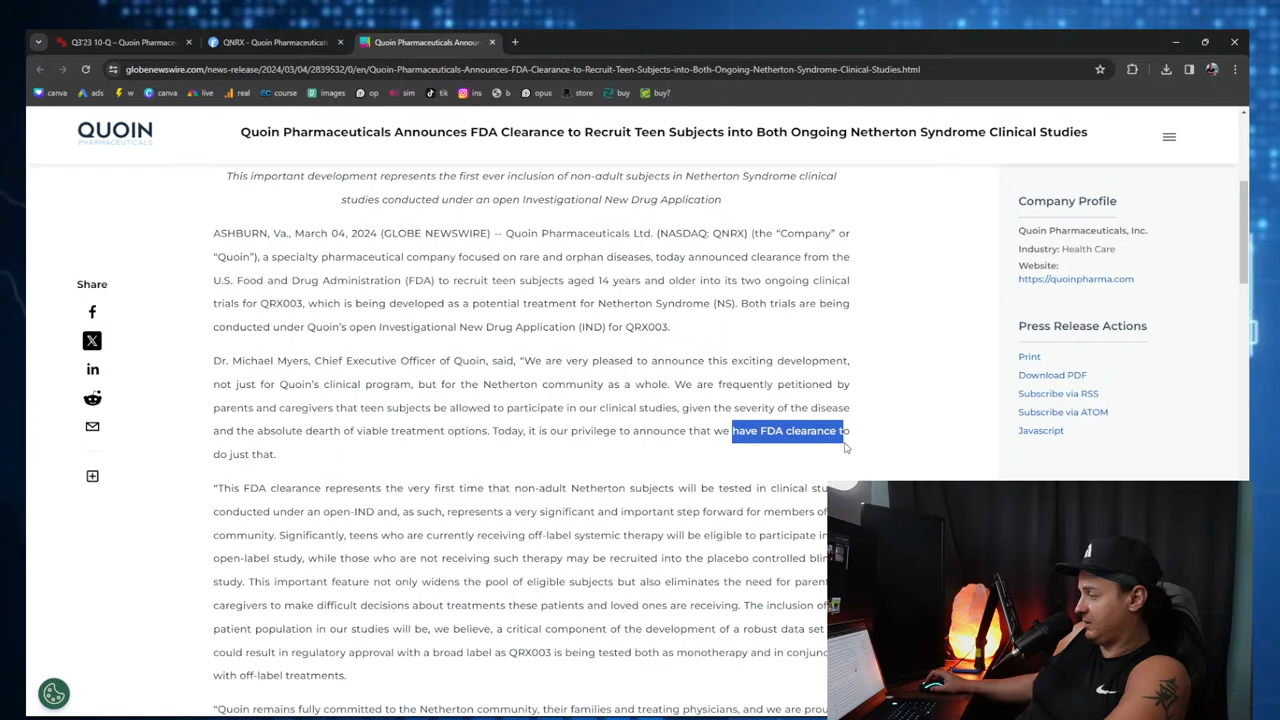 Q3'23 10-Q – Quoin Pharmace
QNRX - Quoin Pharmaceuticals
Quoin Pharmaceuticals Announ
globenewswire.com/news-release/2024/03/04/2839532/0/en/Quoin-Pharmaceuticals-Announces-FDA-Clearance-to-Recruit-Teen-Subjects-into-Both-Ongoing-Netherton-Syndrome-Clinical-Studies.html
canva ads w canva live real course images op sim tik ins b opus store buy buy?
QUOIN
PHARMACEUTICALS
Quoin Pharmaceuticals Announces FDA Clearance to Recruit Teen Subjects into Both Ongoing Netherton Syndrome Clinical Studies
This important development represents the first ever inclusion of non-adult subjects in Netherton Syndrome clinical
studies conducted under an open Investigational New Drug Application
ASHBURN, Va., March 04, 2024 (GLOBE NEWSWIRE) -- Quoin Pharmaceuticals Ltd. (NASDAQ: QNRX) (the “Company” or
“Quoin”), a specialty pharmaceutical company focused on rare and orphan diseases, today announced clearance from the
U.S. Food and Drug Administration (FDA) to recruit teen subjects aged 14 years and older into its two ongoing clinical
trials for QRX003, which is being developed as a potential treatment for Netherton Syndrome (NS). Both trials are being
conducted under Quoin’s open Investigational New Drug Application (IND) for QRX003.
Dr. Michael Myers, Chief Executive Officer of Quoin, said, “We are very pleased to announce this exciting development,
not just for Quoin’s clinical program, but for the Netherton community as a whole. We are frequently petitioned by
parents and caregivers that teen subjects be allowed to participate in our clinical studies, given the severity of the disease
and the absolute dearth of viable treatment options. Today, it is our privilege to announce that we have FDA clearance to
do just that.
“This FDA clearance represents the very first time that non-adult Netherton subjects will be tested in clinical stu
conducted under an open-IND and, as such, represents a very significant and important step forward for members of
community. Significantly, teens who are currently receiving off-label systemic therapy will be eligible to participate in
open-label study, while those who are not receiving such therapy may be recruited into the placebo controlled blin
study. This important feature not only widens the pool of eligible subjects but also eliminates the need for paren
caregivers to make difficult decisions about treatments these patients and loved ones are receiving. The inclusion of
patient population in our studies will be, we believe, a critical component of the development of a robust data set
could result in regulatory approval with a broad label as QRX003 is being tested both as monotherapy and in conjun
with off-label treatments.
“Quoin remains fully committed to the Netherton community, their families and treating physicians, and we are prou
Share
Company Profile
Quoin Pharmaceuticals, Inc.
Industry: Health Care
Website:
https://quoinpharma.com
Press Release Actions
Print
Download PDF
Subscribe via RSS
Subscribe via ATOM
Javascript